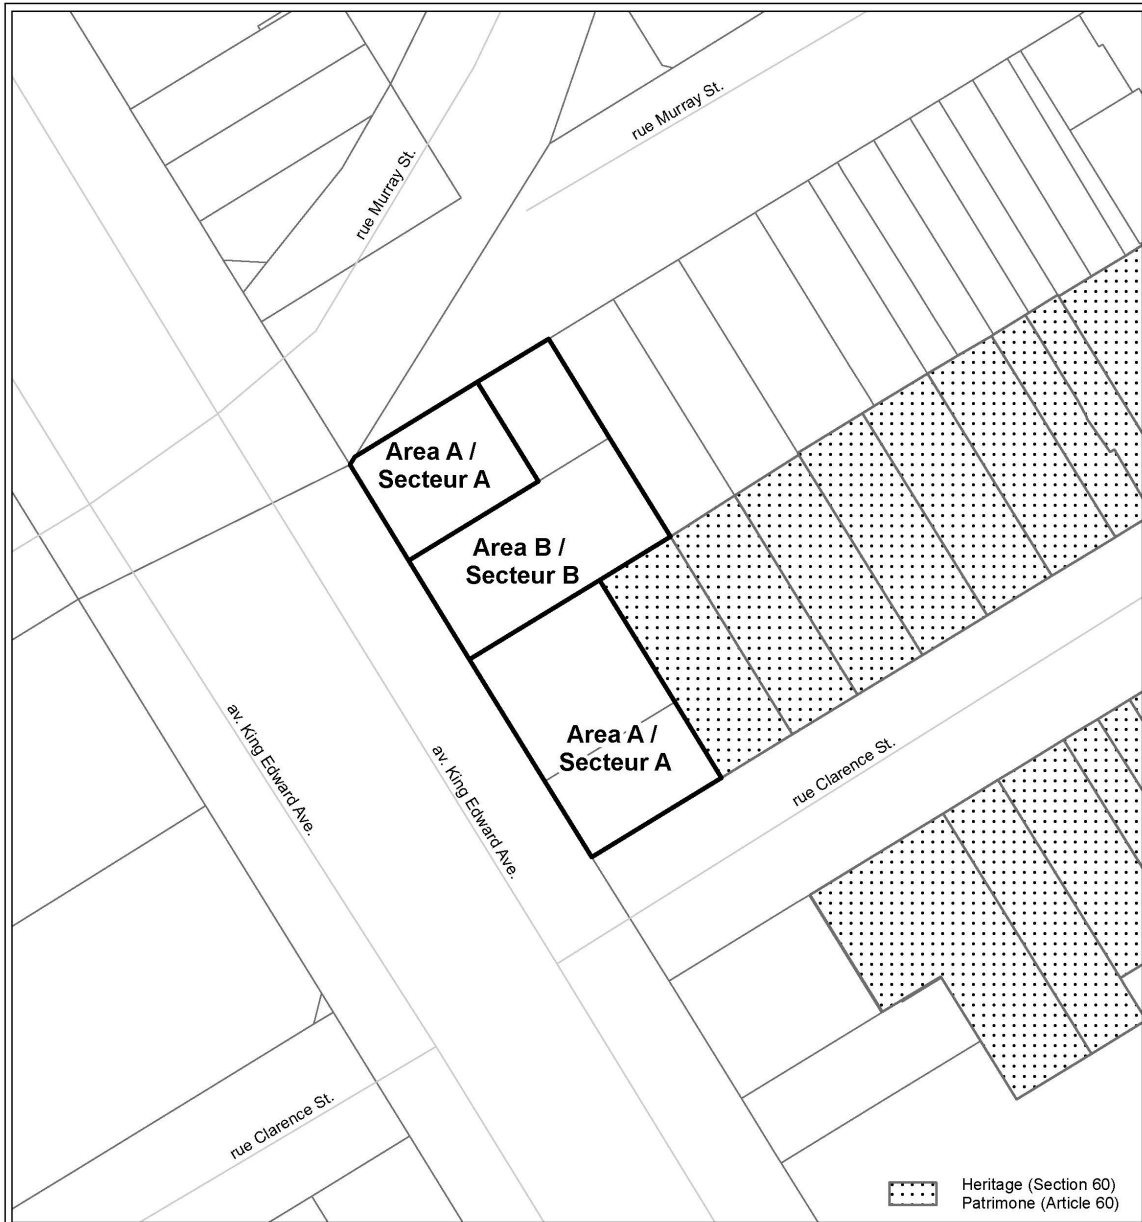 rue Murray St.
rue Murray St.
Area A /
Secteur A
Area B /
Secteur B
Area A /
Secteur A
av. King Edward Ave.
av. King Edward Ave.
rue Clarence St.
rue Clarence St.
Heritage (Section 60)
Patrimone (Article 60)